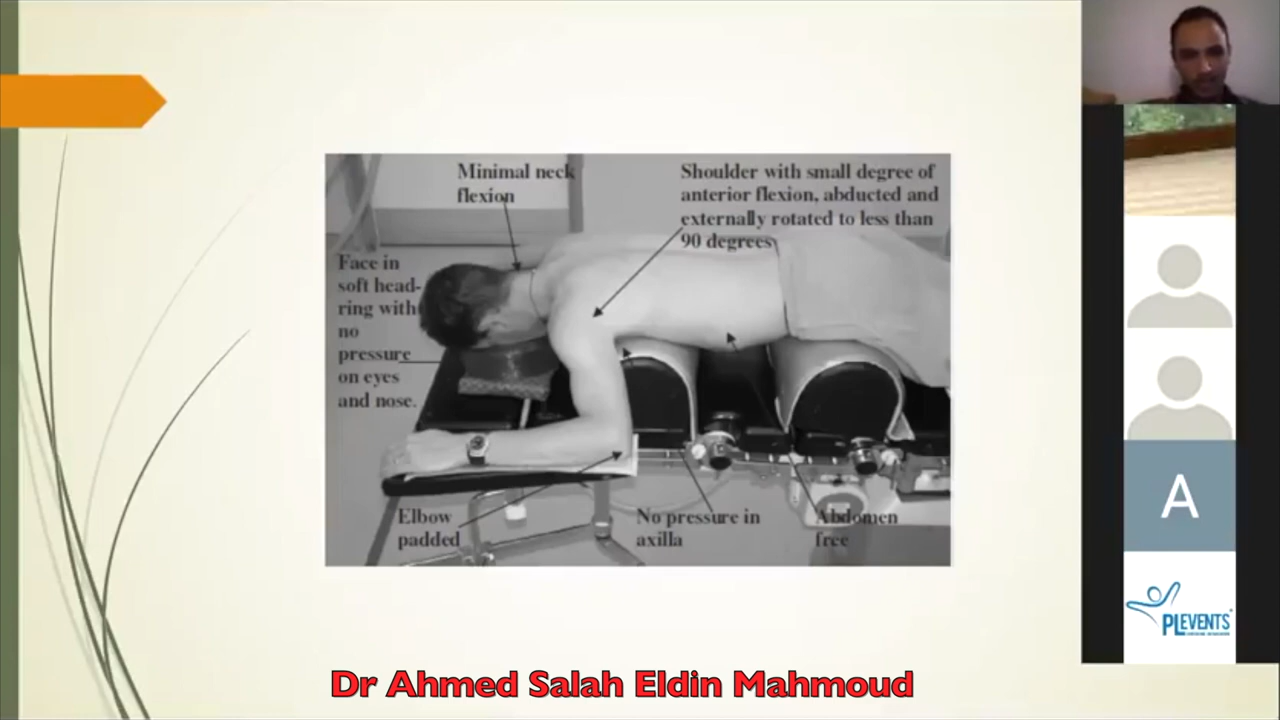 Minimal neck
flexion
Shoulder with small degree of
anterior flexion, abducted and
externally rotated to less than
90 degrees
Face in
soft head-
ring with
no
pressure
on eyes
and nose.
Elbow
padded
No pressure in
axilla
Abdomen
free
A
PLEVENTS
Dr Ahmed Salah Eldin Mahmoud